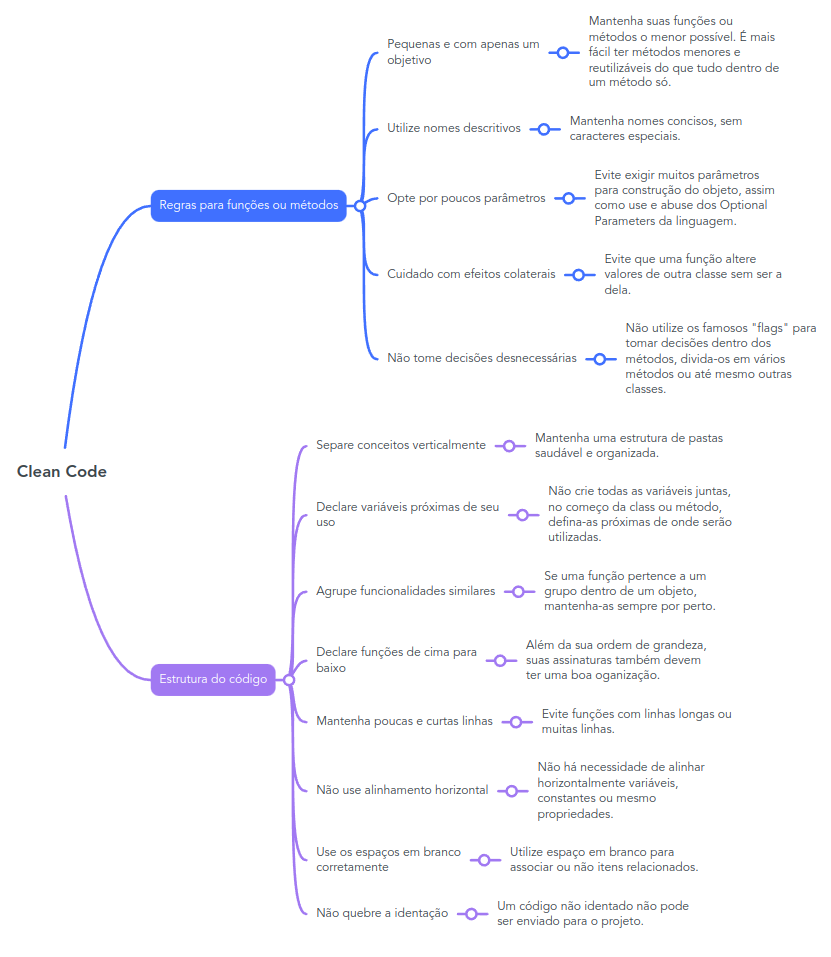 Clean Code
Regras para funções ou métodos
Pequenas e com apenas um
objetivo
Mantenha suas funções ou
métodos o menor possível. É mais
fácil ter métodos menores e
reutilizáveis do que tudo dentro de
um método só.
Utilize nomes descritivos
Mantenha nomes concisos, sem
caracteres especiais.
Opte por poucos parâmetros
Evite exigir muitos parâmetros
para construção do objeto, assim
como use e abuse dos Optional
Parameters da linguagem.
Cuidado com efeitos colaterais
Evite que uma função altere
valores de outra classe sem ser a
dela.
Não tome decisões desnecessárias
Não utilize os famosos "flags" para
tomar decisões dentro dos
métodos, divida-os em vários
métodos ou até mesmo outras
classes.
Estrutura do código
Separe conceitos verticalmente
Mantenha uma estrutura de pastas
saudável e organizada.
Declare variáveis próximas de seu
uso
Não crie todas as variáveis juntas,
no começo da class ou método,
defina-as próximas de onde serão
utilizadas.
Agrupe funcionalidades similares
Se uma função pertence a um
grupo dentro de um objeto,
mantenha-as sempre por perto.
Declare funções de cima para
baixo
Além da sua ordem de grandeza,
suas assinaturas também devem
ter uma boa oganização.
Mantenha poucas e curtas linhas
Evite funções com linhas longas ou
muitas linhas.
Não use alinhamento horizontal
Não há necessidade de alinhar
horizontalmente variáveis,
constantes ou mesmo
propriedades.
Use os espaços em branco
corretamente
Utilize espaço em branco para
associar ou não itens relacionados.
Não quebre a identação
Um código não identado não pode
ser enviado para o projeto.